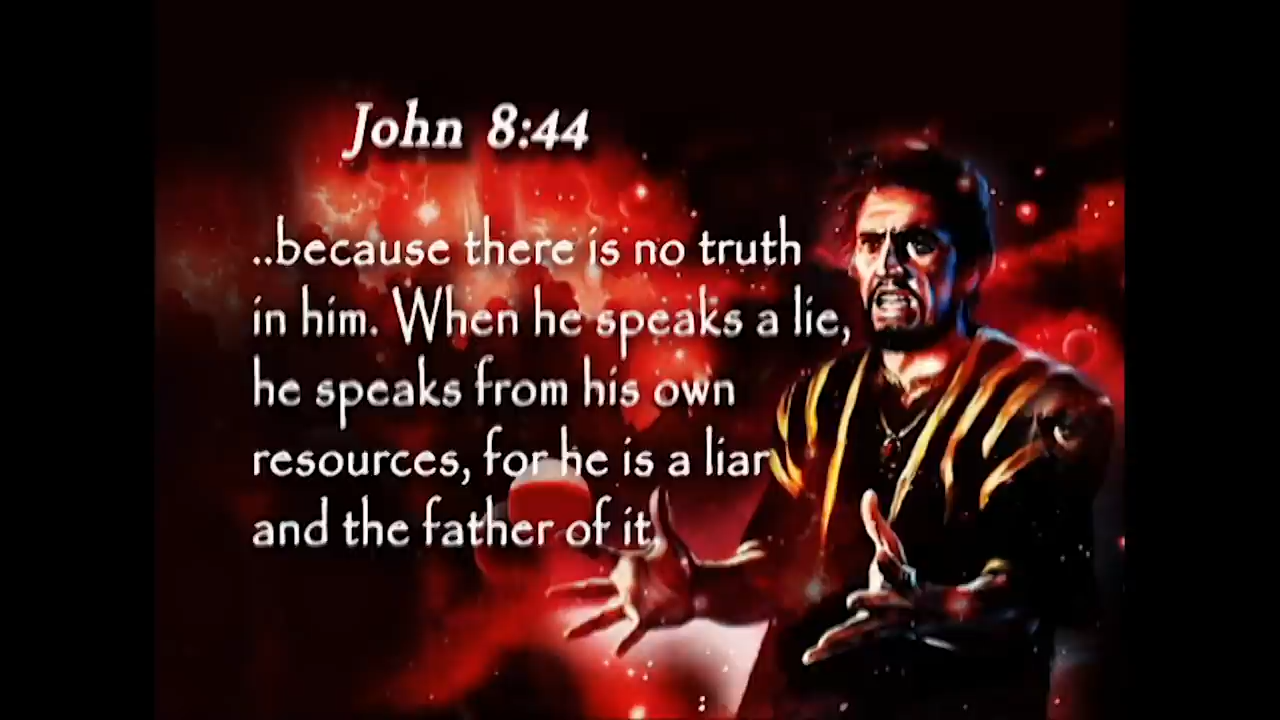 John 8:44
..because there is no truth
in him. When he speaks a lie,
he speaks from his own
resources, for he is a liar
and the father of it.